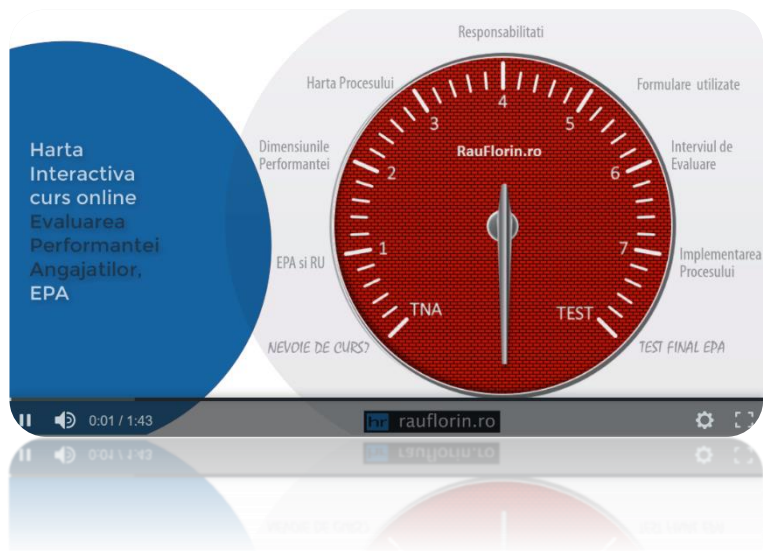 Harta
Interactiva
curs online
Evaluarea
Performantei
Angajatilor,
EPA
Responsabilitati
Harta Procesului
Formulare utilizate
Dimensiunile
Performantei
Interviul de
Evaluare
EPA si RU
Implementarea
Procesului
NEVOIE DE CURS?
TEST FINAL EPA
RauFlorin.ro
TNA
1
2
3
4
5
6
7
TEST
0:01 / 1:43
hr rauflorin.ro